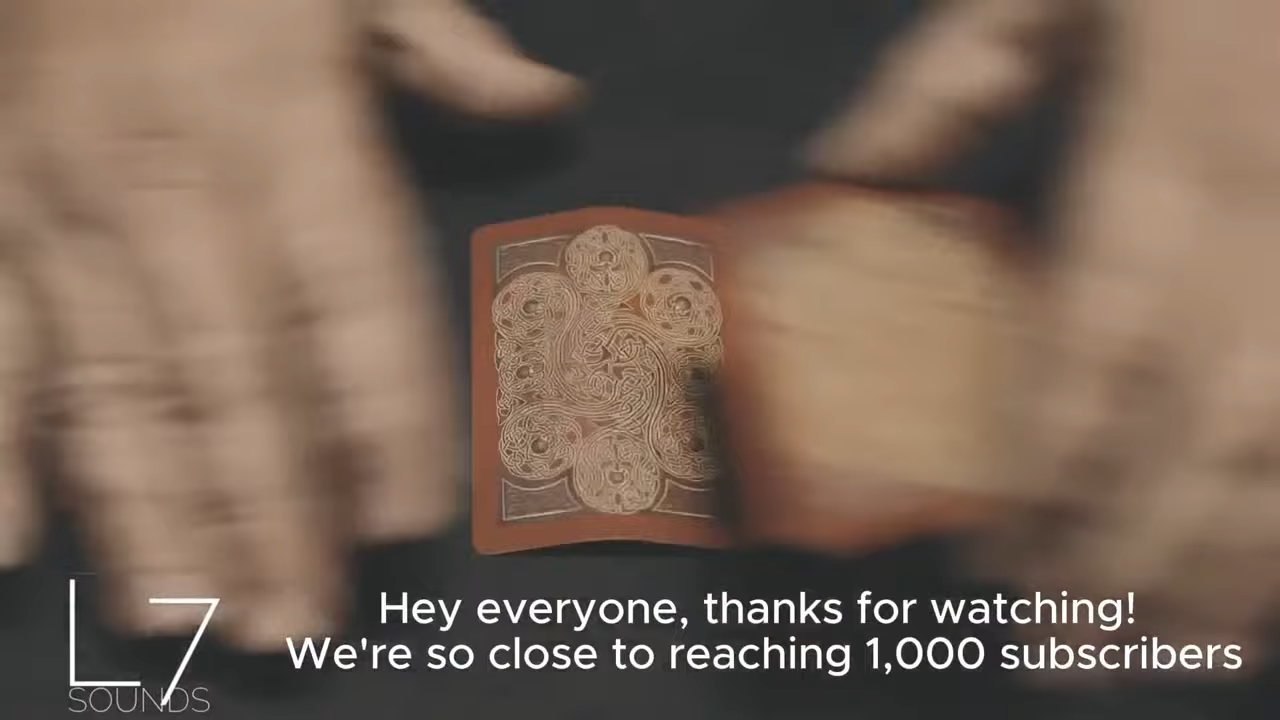 Hey everyone, thanks for watching!
We're so close to reaching 1,000 subscribers
L7
SOUNDS